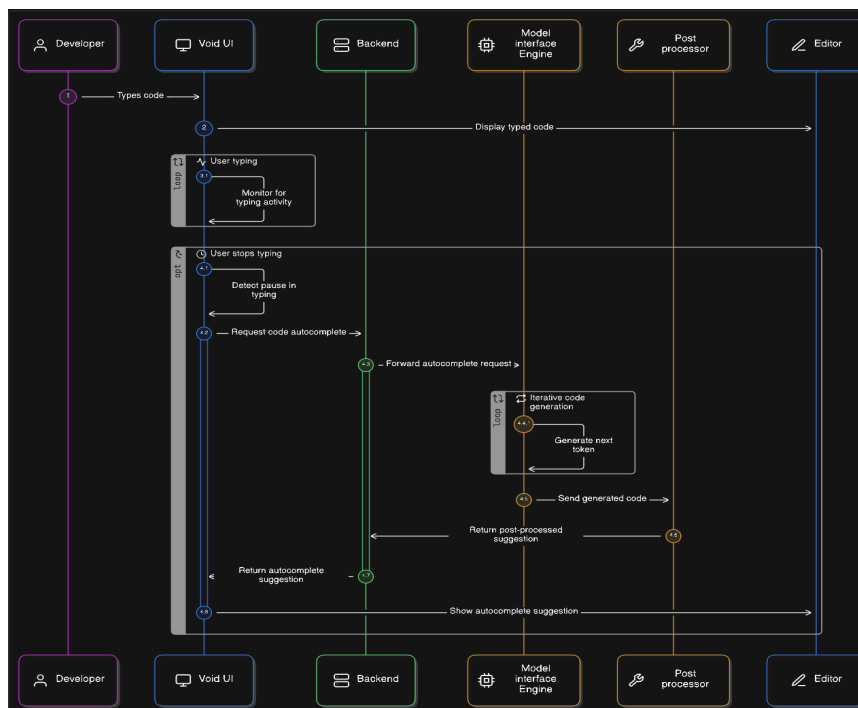 Developer
Void UI
Backend
Model
interface
Engine
Post
processor
Editor
1
Types code
2
Display typed code
loop
User typing
3.1
Monitor for
typing activity
opt
User stops typing
4.1
Detect pause in
typing
4.2
Request code autocomplete
4.3
Forward autocomplete request
loop
Iterative code
generation
4.4.1
Generate next
token
4.5
Send generated code
Return post-processed
suggestion
4.6
Return autocomplete
suggestion
4.7
4.8
Show autocomplete suggestion
Developer
Void UI
Backend
Model
interface
Engine
Post
processor
Editor